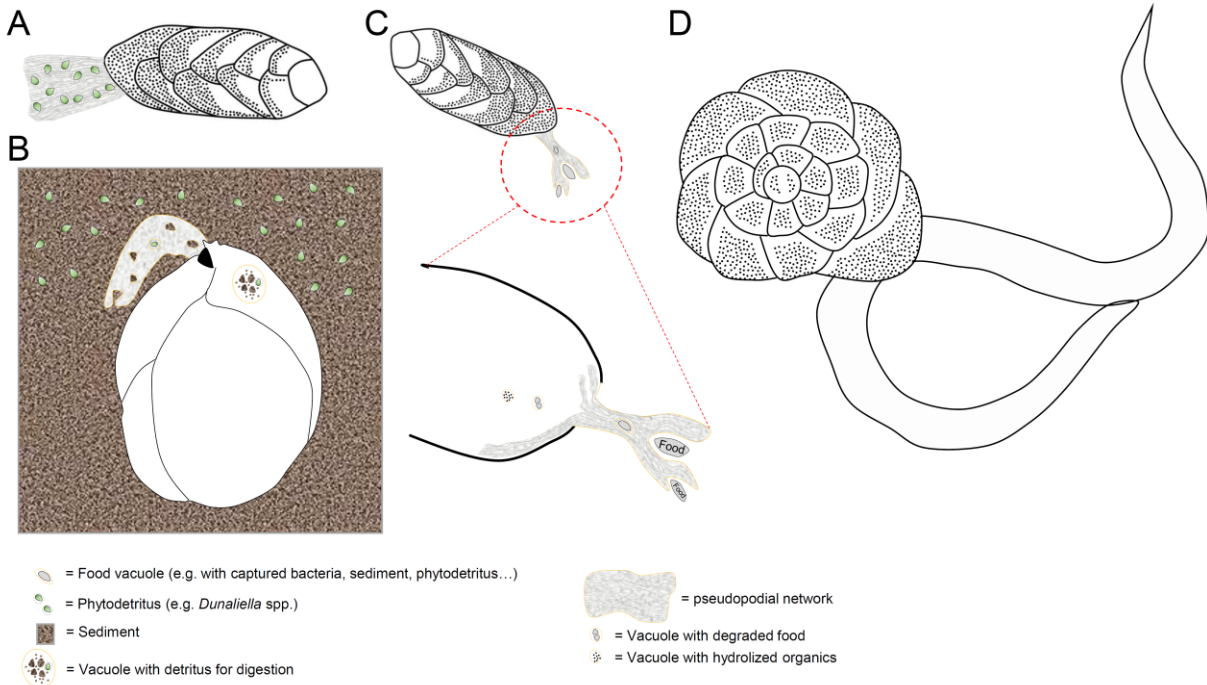 A
C
D
B
Food
Food
= Food vacuole (e.g. with captured bacteria, sediment, phytodetritus…)
= Phytodetritus (e.g. Dunaliella spp.)
= Sediment
= Vacuole with detritus for digestion
= pseudopodial network
= Vacuole with degraded food
= Vacuole with hydrolized organics